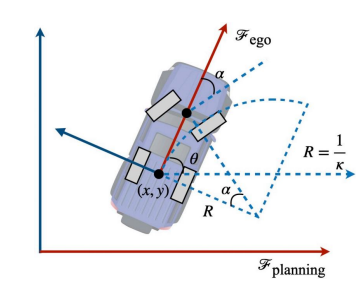 ℱego
α
R = 1/κ
θ
(x, y)
α
R
ℱplanning